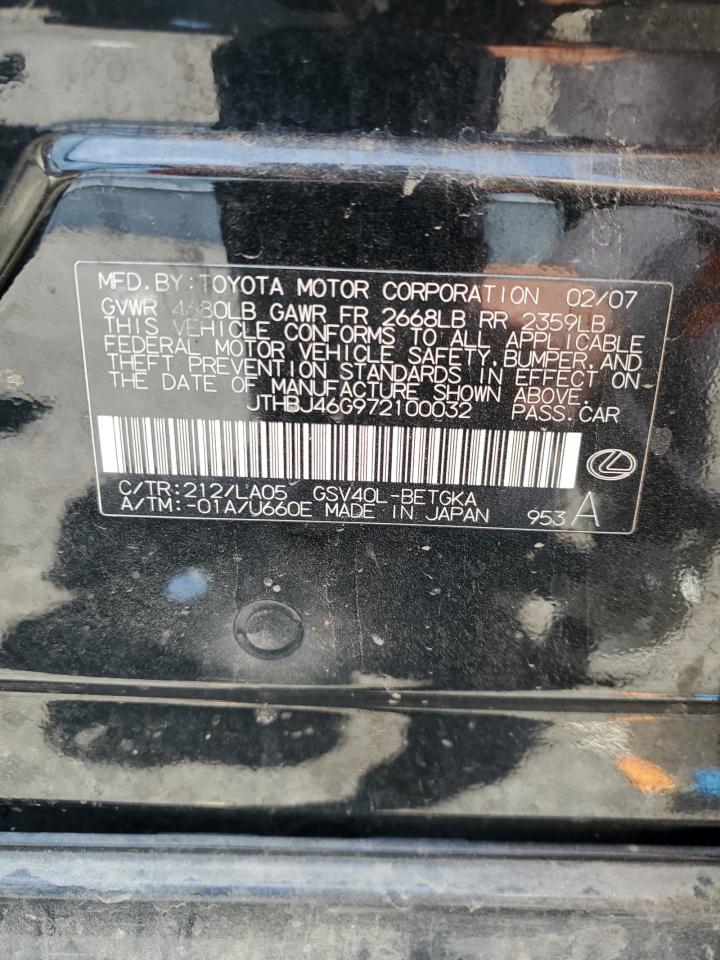 MFD.BY:TOYOTA MOTOR CORPORATION 02/07
GVWR 4680LB GAWR FR 2668LB RR 2359LB
THIS VEHICLE CONFORMS TO ALL APPLICABLE
FEDERAL MOTOR VEHICLE SAFETY,BUMPER,AND
THEFT PREVENTION STANDARDS IN EFFECT ON
THE DATE OF MANUFACTURE SHOWN ABOVE.
JTHBJ46G972100032 PASS.CAR
C/TR:212/LA05 GSV40L-BETGKA
A/TM:-01A/U660E MADE IN JAPAN 953 A